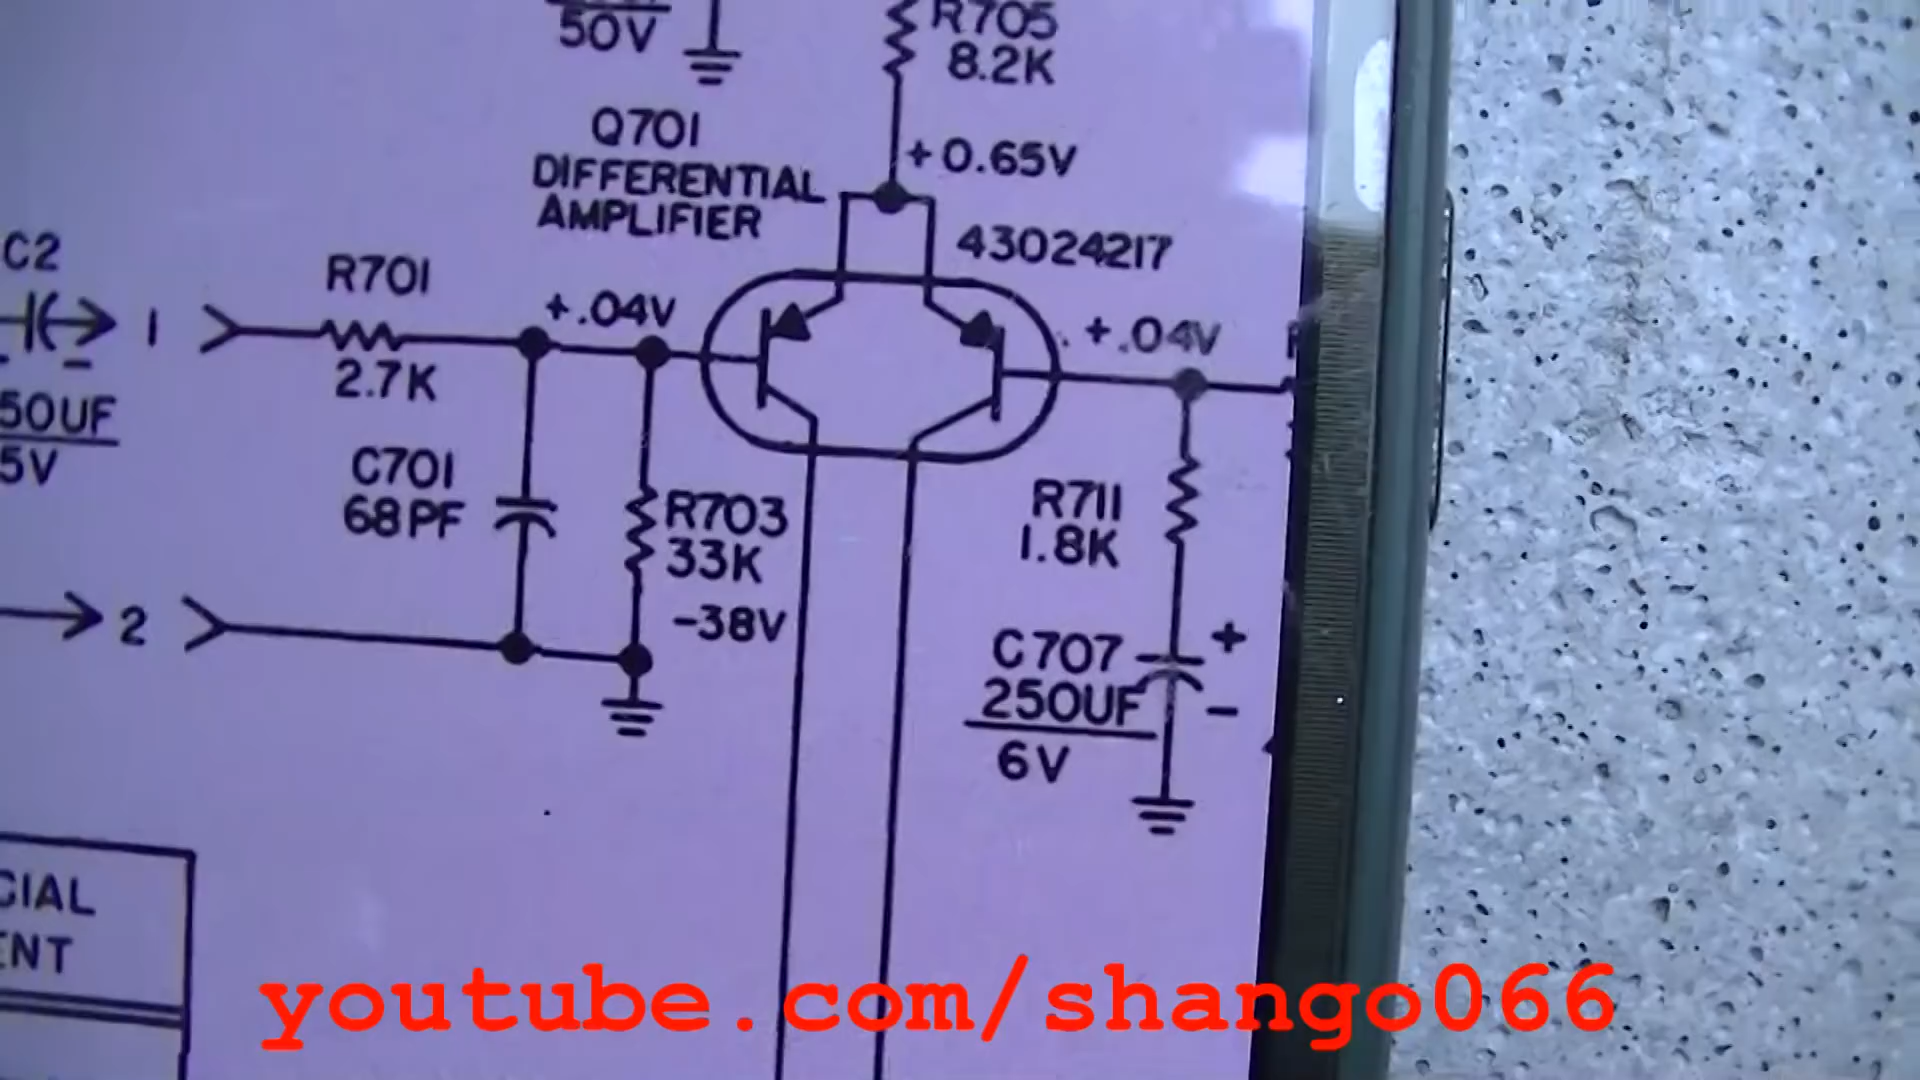 50V
R705
8.2K
Q701
DIFFERENTIAL
AMPLIFIER
+0.65V
43024217
C2
1
R701
2.7K
+.04V
+.04V
50UF
5V
C701
68PF
R703
33K
-38V
R711
1.8K
2
C707
250UF
6V
+
-
CIAL
ENT
youtube.com/shango066